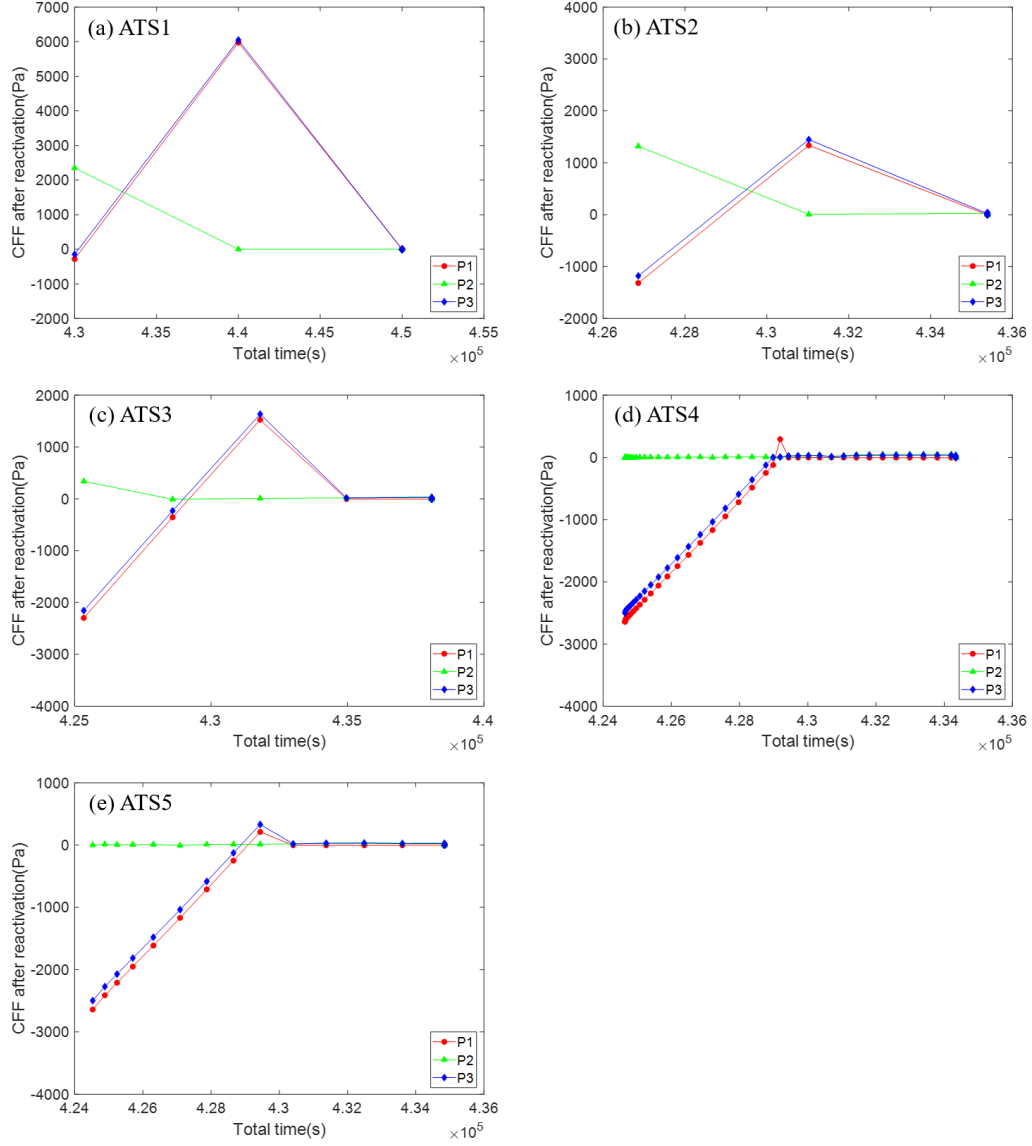 (a) ATS1
CFF after reactivation(Pa)
7000
6000
5000
4000
3000
2000
1000
0
-1000
-2000
4.3 4.35 4.4 4.45 4.5 4.55
Total time(s)
×10^5
P1
P2
P3
(b) ATS2
CFF after reactivation(Pa)
4000
3000
2000
1000
0
-1000
-2000
4.26 4.28 4.3 4.32 4.34 4.36
Total time(s)
×10^5
P1
P2
P3
(c) ATS3
CFF after reactivation(Pa)
2000
1000
0
-1000
-2000
-3000
-4000
4.25 4.3 4.35 4.4
Total time(s)
×10^5
P1
P2
P3
(d) ATS4
CFF after reactivation(Pa)
1000
0
-1000
-2000
-3000
-4000
4.24 4.26 4.28 4.3 4.32 4.34 4.36
Total time(s)
×10^5
P1
P2
P3
(e) ATS5
CFF after reactivation(Pa)
1000
0
-1000
-2000
-3000
-4000
4.24 4.26 4.28 4.3 4.32 4.34 4.36
Total time(s)
×10^5
P1
P2
P3